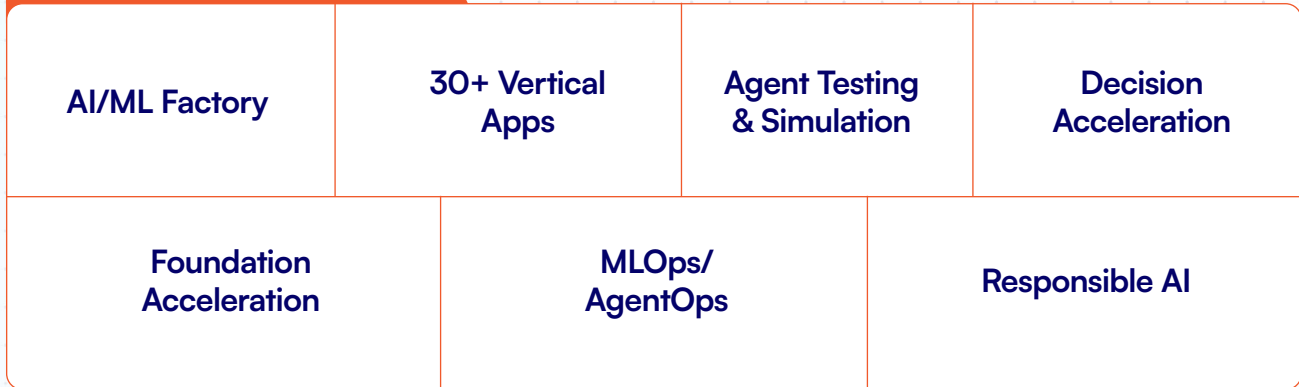 AI/ML Factory
30+ Vertical
Apps
Agent Testing
& Simulation
Decision
Acceleration
Foundation
Acceleration
MLOps/
AgentOps
Responsible AI